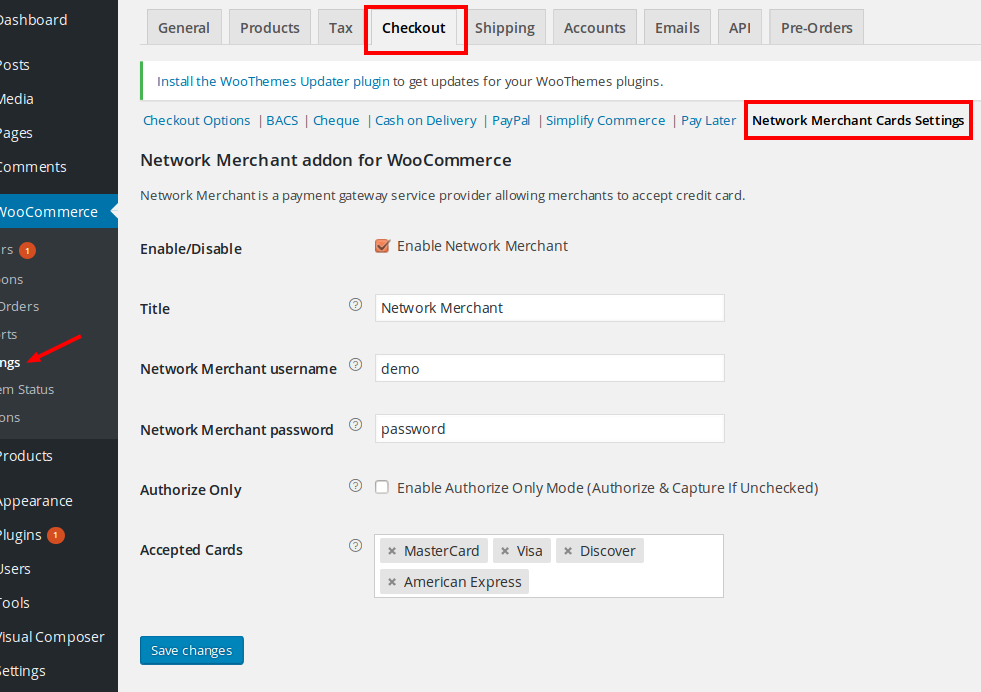 Dashboard
Posts
Media
Pages
Comments
WooCommerce
rs 1
ons
Orders
rts
ngs
em Status
ons
Products
Appearance
Plugins 1
Users
Tools
Visual Composer
Settings
General Products Tax Checkout Shipping Accounts Emails API Pre-Orders
Install the WooThemes Updater plugin to get updates for your WooThemes plugins.
Checkout Options | BACS | Cheque | Cash on Delivery | PayPal | Simplify Commerce | Pay Later Network Merchant Cards Settings
Network Merchant addon for WooCommerce
Network Merchant is a payment gateway service provider allowing merchants to accept credit card.
Enable/Disable Enable Network Merchant
Title ? Network Merchant
Network Merchant username ? demo
Network Merchant password ? password
Authorize Only ? Enable Authorize Only Mode (Authorize & Capture If Unchecked)
Accepted Cards ? × MasterCard × Visa × Discover
× American Express
Save changes